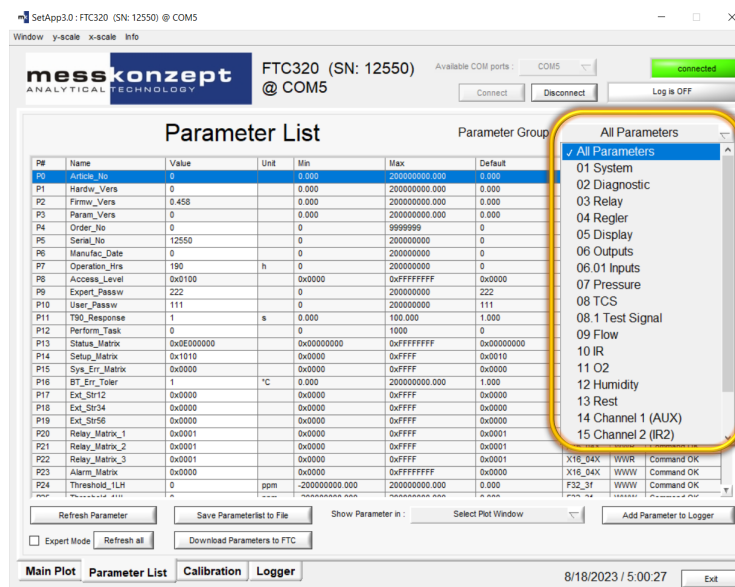 SetApp3.0 : FTC320 (SN: 12550) @ COM5
Window y-scale x-scale Info
messkonzept
ANALYTICAL TECHNOLOGY
FTC320 (SN: 12550)
@ COM5
Available COM ports : COM5
connected
Connect Disconnect Log is OFF
Parameter List
Parameter Group All Parameters
✓ All Parameters
01 System
02 Diagnostic
03 Relay
04 Regler
05 Display
06 Outputs
06.01 Inputs
07 Pressure
08 TCS
08.1 Test Signal
09 Flow
10 IR
11 O2
12 Humidity
13 Rest
14 Channel 1 (AUX)
15 Channel 2 (IR2)
P# Name Value Unit Min Max Default
P0 Article_No 0 0.000 200000000.000 0.000
P1 Hardw_Vers 0 0.000 200000000.000 0.000
P2 Firmw_Vers 0.458 0.000 200000000.000 0.000
P3 Param_Vers 0 0.000 200000000.000 0.000
P4 Order_No 0 0 9999999 0
P5 Serial_No 12550 0 200000000 0
P6 Manufac_Date 0 0 200000000 0
P7 Operation_Hrs 190 h 0 200000000 0
P8 Access_Level 0x0100 0x0000 0xFFFFFFFF 0x0000
P9 Expert_Passw 222 0 200000000 222
P10 User_Passw 111 0 200000000 111
P11 T90_Response 1 s 0.000 100.000 1.000
P12 Perform_Task 0 0 1000 0
P13 Status_Matrix 0x0E000000 0x00000000 0xFFFFFFFF 0x00000000
P14 Setup_Matrix 0x1010 0x0000 0xFFFF 0x0010
P15 Sys_Err_Matrix 0x0000 0x0000 0xFFFF 0x0000
P16 BT_Err_Toler 1 °C 0.000 200000000.000 1.000
P17 Ext_Str12 0x0000 0x0000 0xFFFF 0x0000
P18 Ext_Str34 0x0000 0x0000 0xFFFF 0x0000
P19 Ext_Str56 0x0000 0x0000 0xFFFF 0x0000
P20 Relay_Matrix_1 0x0001 0x0000 0xFFFF 0x0001
P21 Relay_Matrix_2 0x0001 0x0000 0xFFFF 0x0001
P22 Relay_Matrix_3 0x0001 0x0000 0xFFFF 0x0001 X16_04X WWR Command OK
P23 Alarm_Matrix 0x0000 0x0000 0xFFFFFFFF 0x0000 X16_04X WWW Command OK
P24 Threshold_1LH 0 ppm -200000000.000 200000000.000 0.000 F32_3f WWW Command OK
Refresh Parameter Save Parameterlist to File Show Parameter in : Select Plot Window Add Parameter to Logger
Expert Mode Refresh all Download Parameters to FTC
Main Plot Parameter List Calibration Logger
8/18/2023 / 5:00:27 Exit